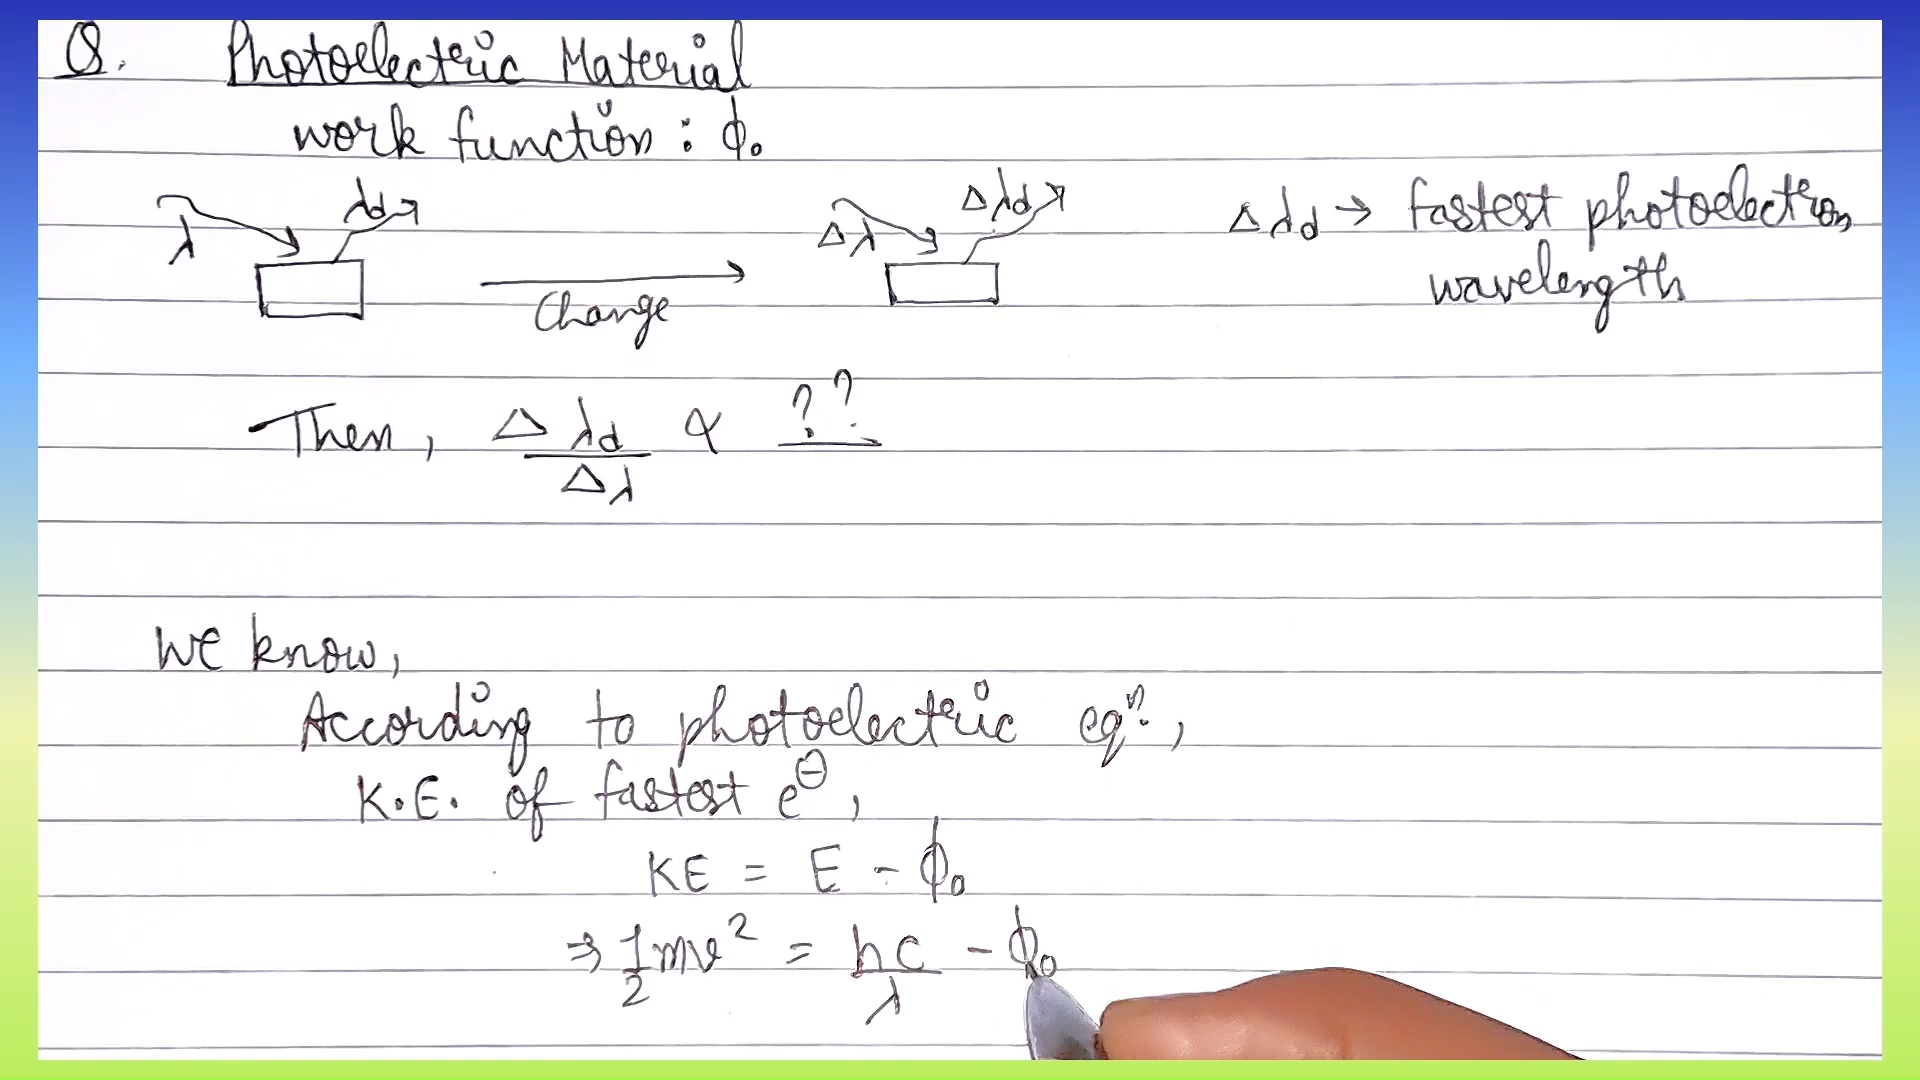 Q. Photoelectric Material
work function : ϕ₀
λ λd Δλ Δλd Δλd → fastest photoelectron
wavelength
Change
Then, Δλd/Δλ ∝ ??
We know,
According to photoelectric eqⁿ.,
K.E. of fastest e⊖,
KE = E - ϕ₀
⇒ 1/2 mv² = hc/λ - ϕ₀